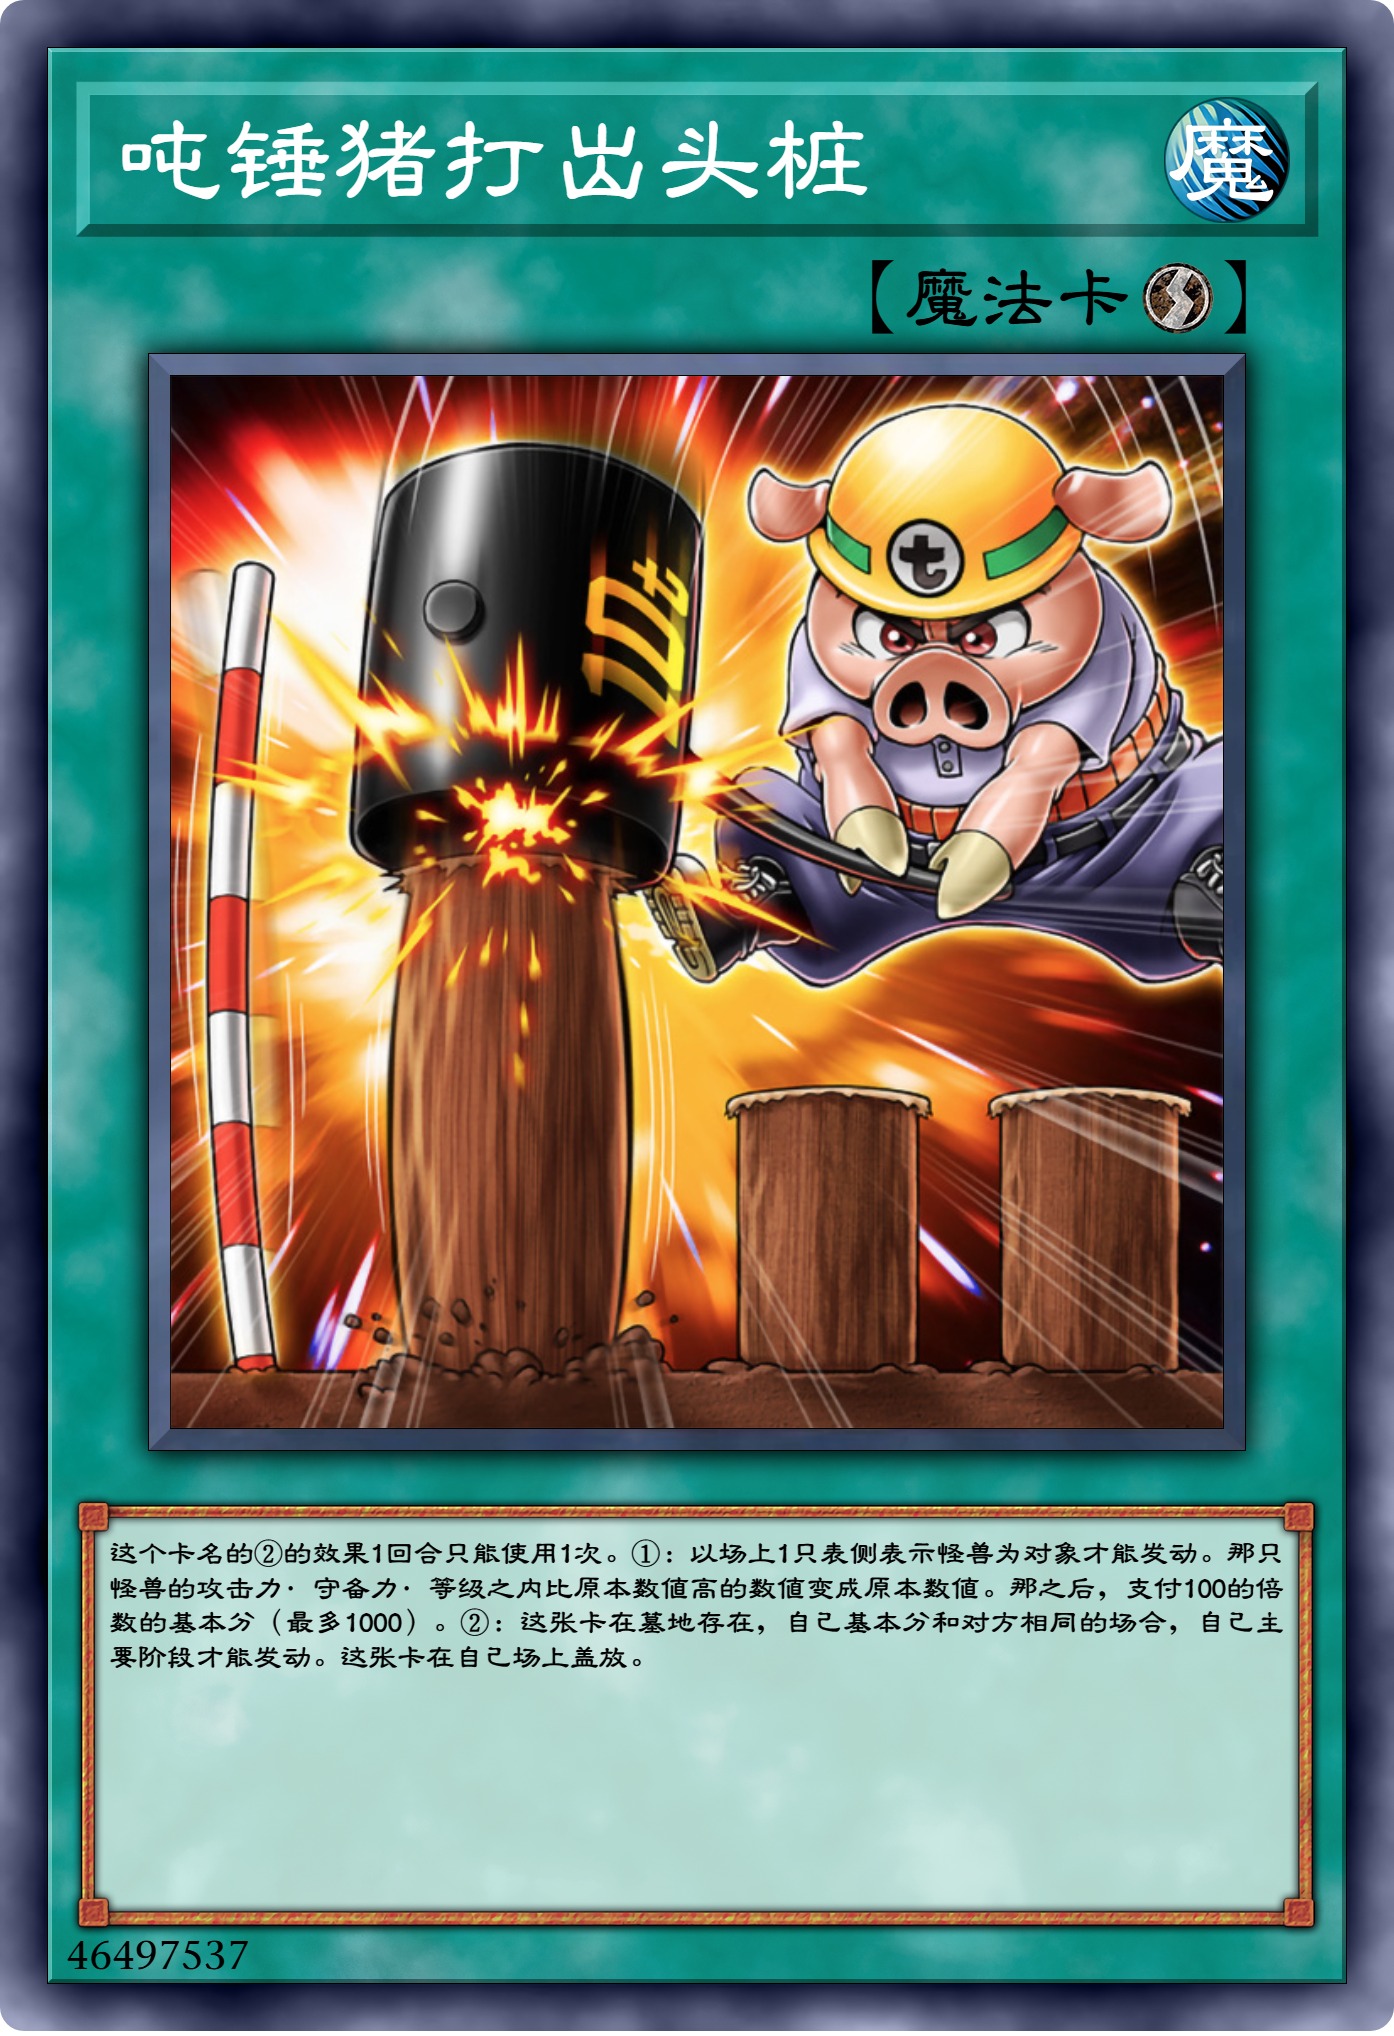 吨锤猪打出头桩
魔
【魔法卡】
10t
t
这个卡名的②的效果1回合只能使用1次。①：以场上1只表侧表示怪兽为对象才能发动。那只
怪兽的攻击力·守备力·等级之内比原本数值高的数值变成原本数值。那之后，支付100的倍
数的基本分（最多1000）。②：这张卡在墓地存在，自己基本分和对方相同的场合，自己主
要阶段才能发动。这张卡在自己场上盖放。
46497537